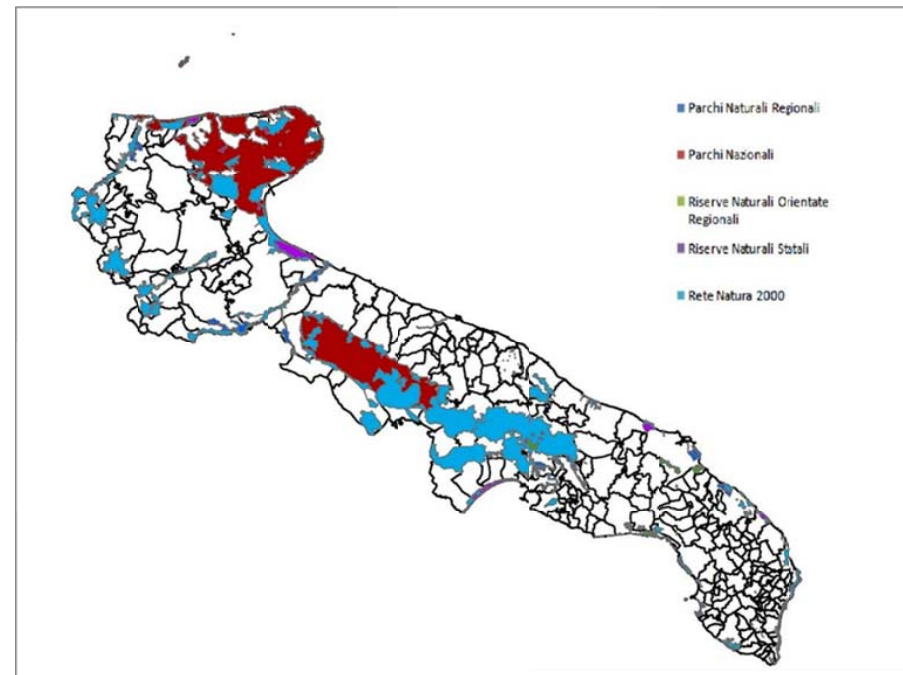 Parchi Naturali Regionali
Parchi Nazionali
Riserve Naturali Orientate
Regionali
Riserve Naturali Statali
Rete Natura 2000